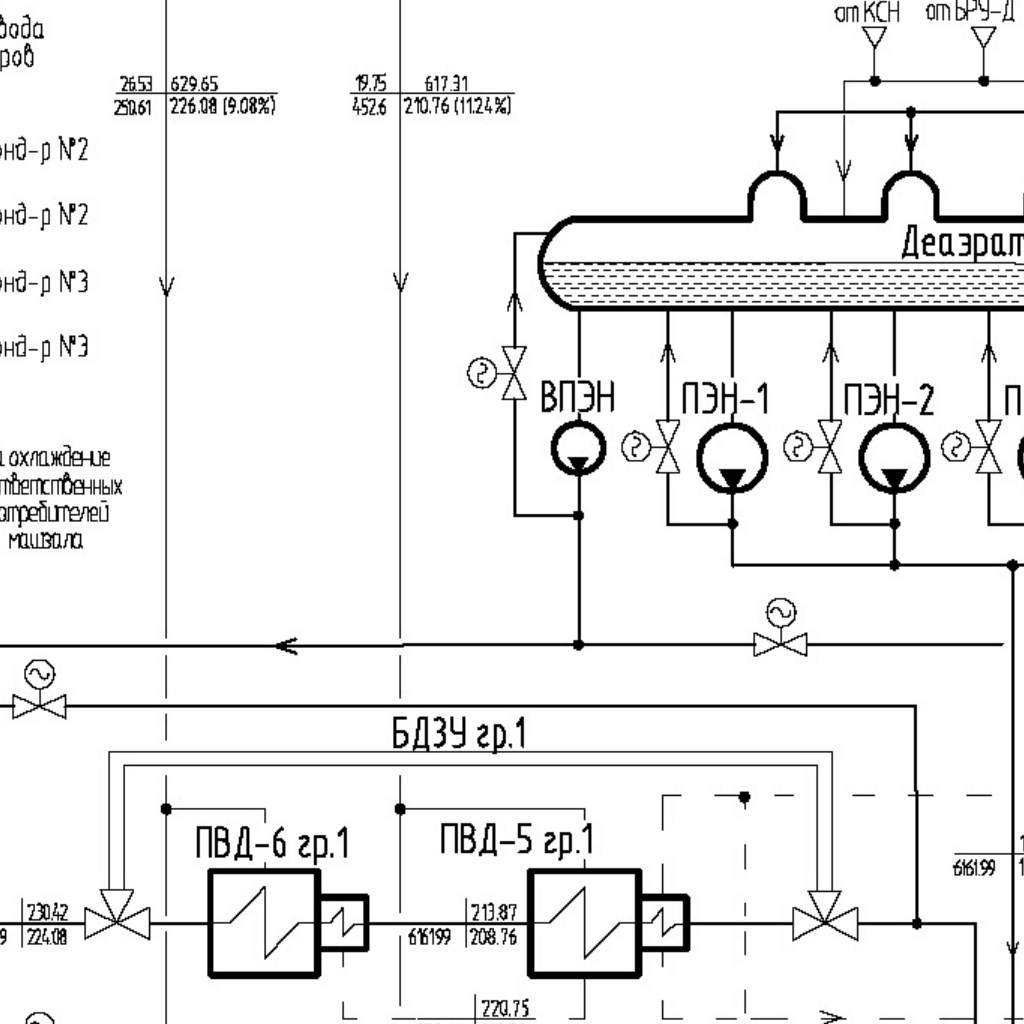 от КСН
от БРУ-Д
вода
ров
26.53 629.65
250.61 226.08 (9.08%)
19.75 617.31
452.6 210.76 (11.24%)
онд-р №2
онд-р №2
Деаэрат
онд-р №3
онд-р №3
ВПЭН
ПЭН-1
ПЭН-2
П
охлаждение
тветственных
отребителей
машзала
БДЗУ гр.1
ПВД-6 гр.1
ПВД-5 гр.1
6161.99
230.42
9 224.08
213.87
6161.99 208.76
220.75